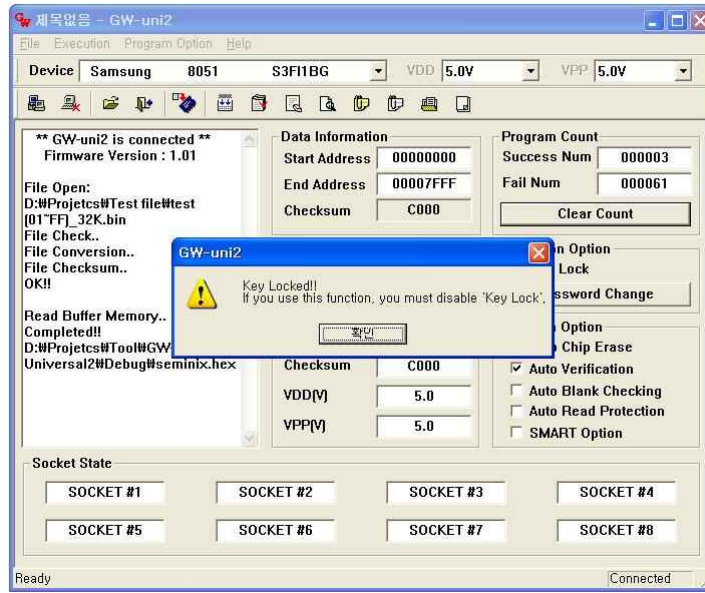 제목없음 - GW-uni2
File Execution Program Option Help
Device Samsung 8051 S3FI1BG VDD 5.0V VPP 5.0V
** GW-uni2 is connected **
Firmware Version : 1.01
File Open:
D:₩Projetcs₩Test file₩test
(01~FF)_32K.bin
File Check..
File Conversion..
File Checksum..
OK!!
Read Buffer Memory..
Completed!!
D:₩Projetcs₩Tool₩GW-
Universal2₩Debug₩seminix.hex
Data Information
Start Address 00000000
End Address 00007FFF
Checksum C000
Program Count
Success Num 000003
Fail Num 000061
Clear Count
GW-uni2
Key Locked!!
If you use this function, you must disable 'Key Lock',
확인
n Option
Lock
ssword Change
Option
Chip Erase
Checksum C000
VDD(V) 5.0
VPP(V) 5.0
Auto Verification
Auto Blank Checking
Auto Read Protection
SMART Option
Socket State
SOCKET #1 SOCKET #2 SOCKET #3 SOCKET #4
SOCKET #5 SOCKET #6 SOCKET #7 SOCKET #8
Ready Connected